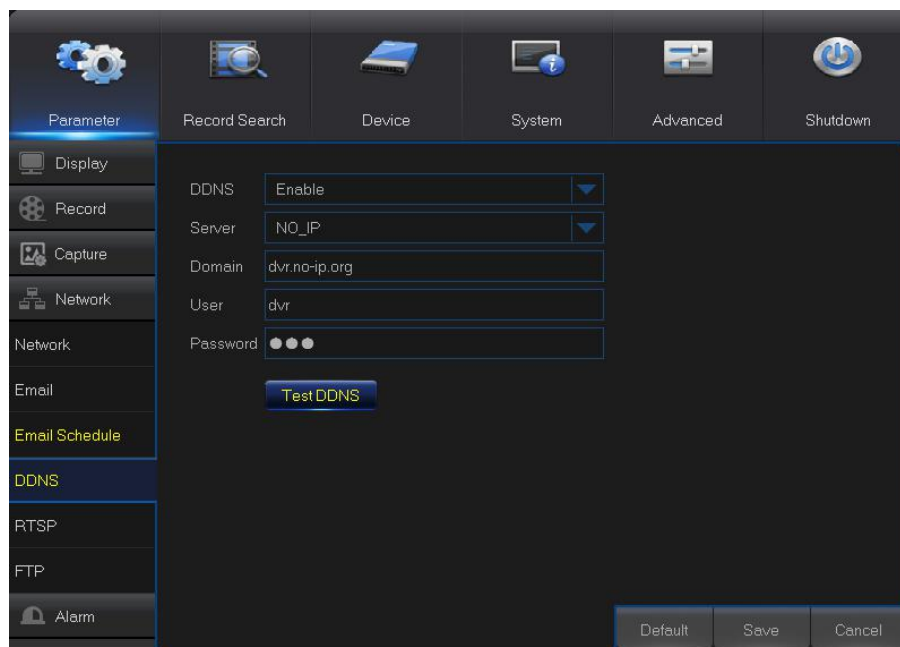 Parameter Record Search Device System Advanced Shutdown
Display
Record
Capture
Network
Network
Email
Email Schedule
DDNS
RTSP
FTP
Alarm
DDNS Enable
Server NO_IP
Domain dvr.no-ip.org
User dvr
Password ●●●
Test DDNS
Default Save Cancel